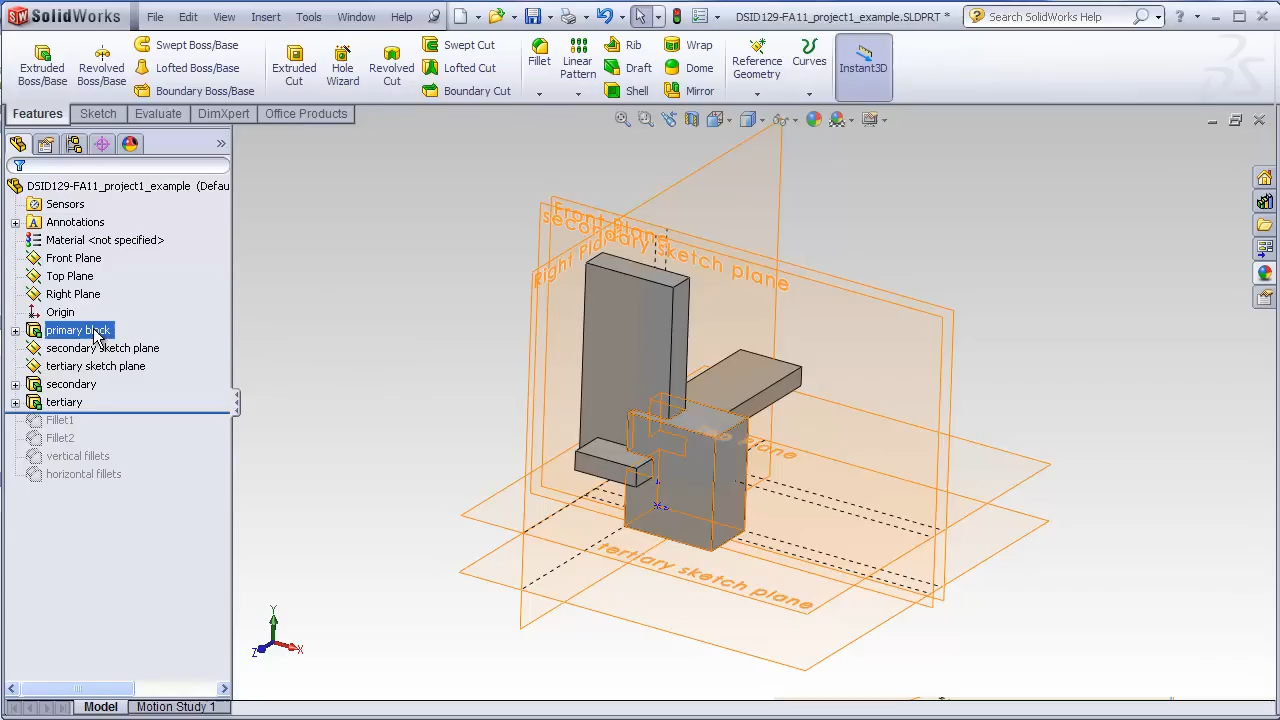 SolidWorks File Edit View Insert Tools Window Help DSID129-FA11_project1_example.SLDPRT * Search SolidWorks Help
Extruded Boss/Base
Revolved Boss/Base
Swept Boss/Base
Lofted Boss/Base
Boundary Boss/Base
Extruded Cut
Hole Wizard
Revolved Cut
Swept Cut
Lofted Cut
Boundary Cut
Fillet
Linear Pattern
Rib
Draft
Shell
Wrap
Dome
Mirror
Reference Geometry
Curves
Instant3D
Features Sketch Evaluate DimXpert Office Products
DSID129-FA11_project1_example (Defau
Sensors
Annotations
Material <not specified>
Front Plane
Top Plane
Right Plane
Origin
primary block
secondary sketch plane
tertiary sketch plane
secondary
tertiary
Fillet1
Fillet2
vertical fillets
horizontal fillets
Front Plane
secondary sketch plane
Right Pla
Plane
tertiary sketch plane
Y
Z
X
Model Motion Study 1